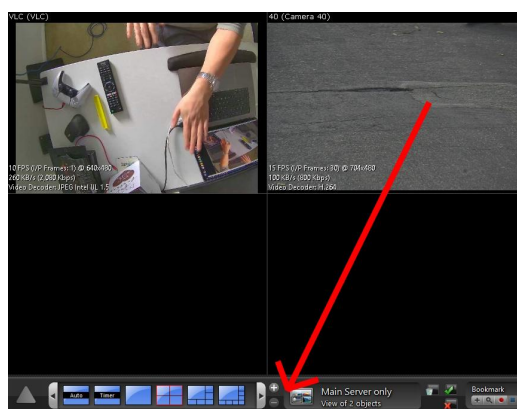 VLC (VLC)
40 (Camera 40)
10 FPS (I/P Frames: 1) @ 640x480
260 KB/s (2,080 Kbps)
Video Decoder: JPEG Intel IJL 1.5
15 FPS (I/P Frames: 30) @ 704x480
100 KB/s (800 Kbps)
Video Decoder: H.264
Auto
Timer
Main Server only
View of 2 objects
Bookmark